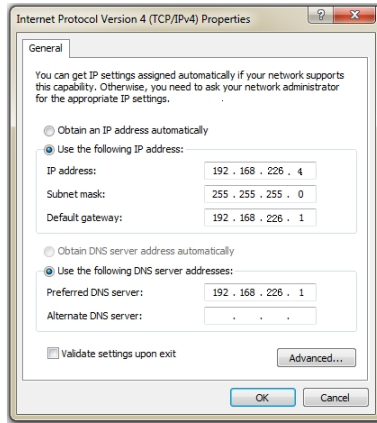 Internet Protocol Version 4 (TCP/IPv4) Properties
General
You can get IP settings assigned automatically if your network supports
this capability. Otherwise, you need to ask your network administrator
for the appropriate IP settings.
Obtain an IP address automatically
Use the following IP address:
IP address: 192 . 168 . 226 . 4
Subnet mask: 255 . 255 . 255 . 0
Default gateway: 192 . 168 . 226 . 1
Obtain DNS server address automatically
Use the following DNS server addresses:
Preferred DNS server: 192 . 168 . 226 . 1
Alternate DNS server: . . .
Validate settings upon exit
Advanced...
OK Cancel